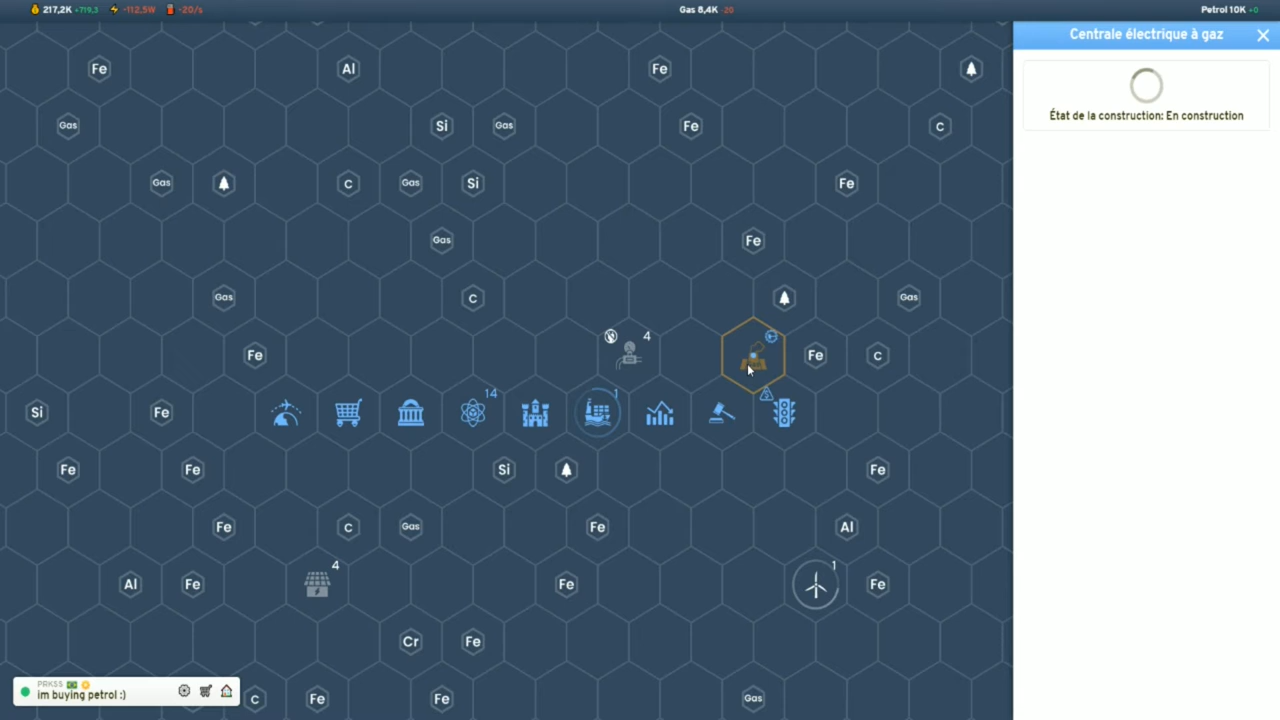 217,2K +719,3 -112,5W -20/s Gas 8,4K -20 Petrol 10K +0
Centrale électrique à gaz
Fe Al Fe
État de la construction: En construction
Gas Si Gas Fe C
Gas C Gas Si Fe
Gas Fe
Gas C Gas
4
Fe Fe C
14 1
Si Fe
Fe Fe Si Fe
Fe C Gas Fe Al
4 1
Al Fe Fe Fe
Cr Fe
PRKSS
im buying petrol :)
C Fe Fe Gas